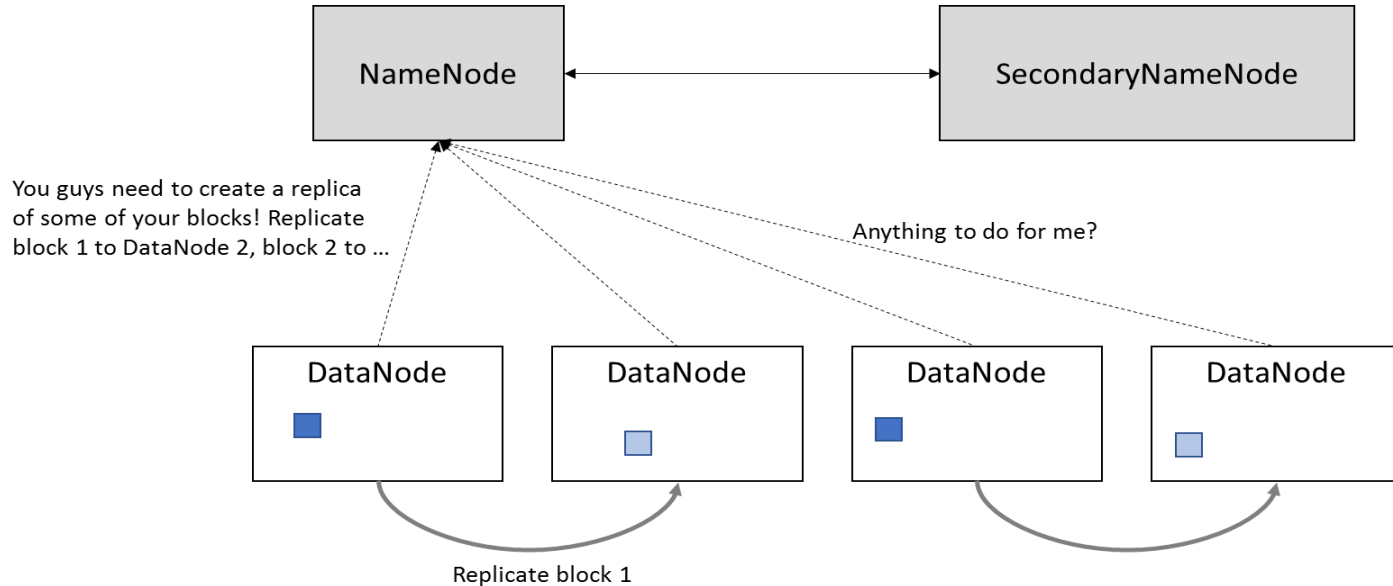 NameNode
SecondaryNameNode
You guys need to create a replica
of some of your blocks! Replicate
block 1 to DataNode 2, block 2 to ...
Anything to do for me?
DataNode
DataNode
DataNode
DataNode
Replicate block 1